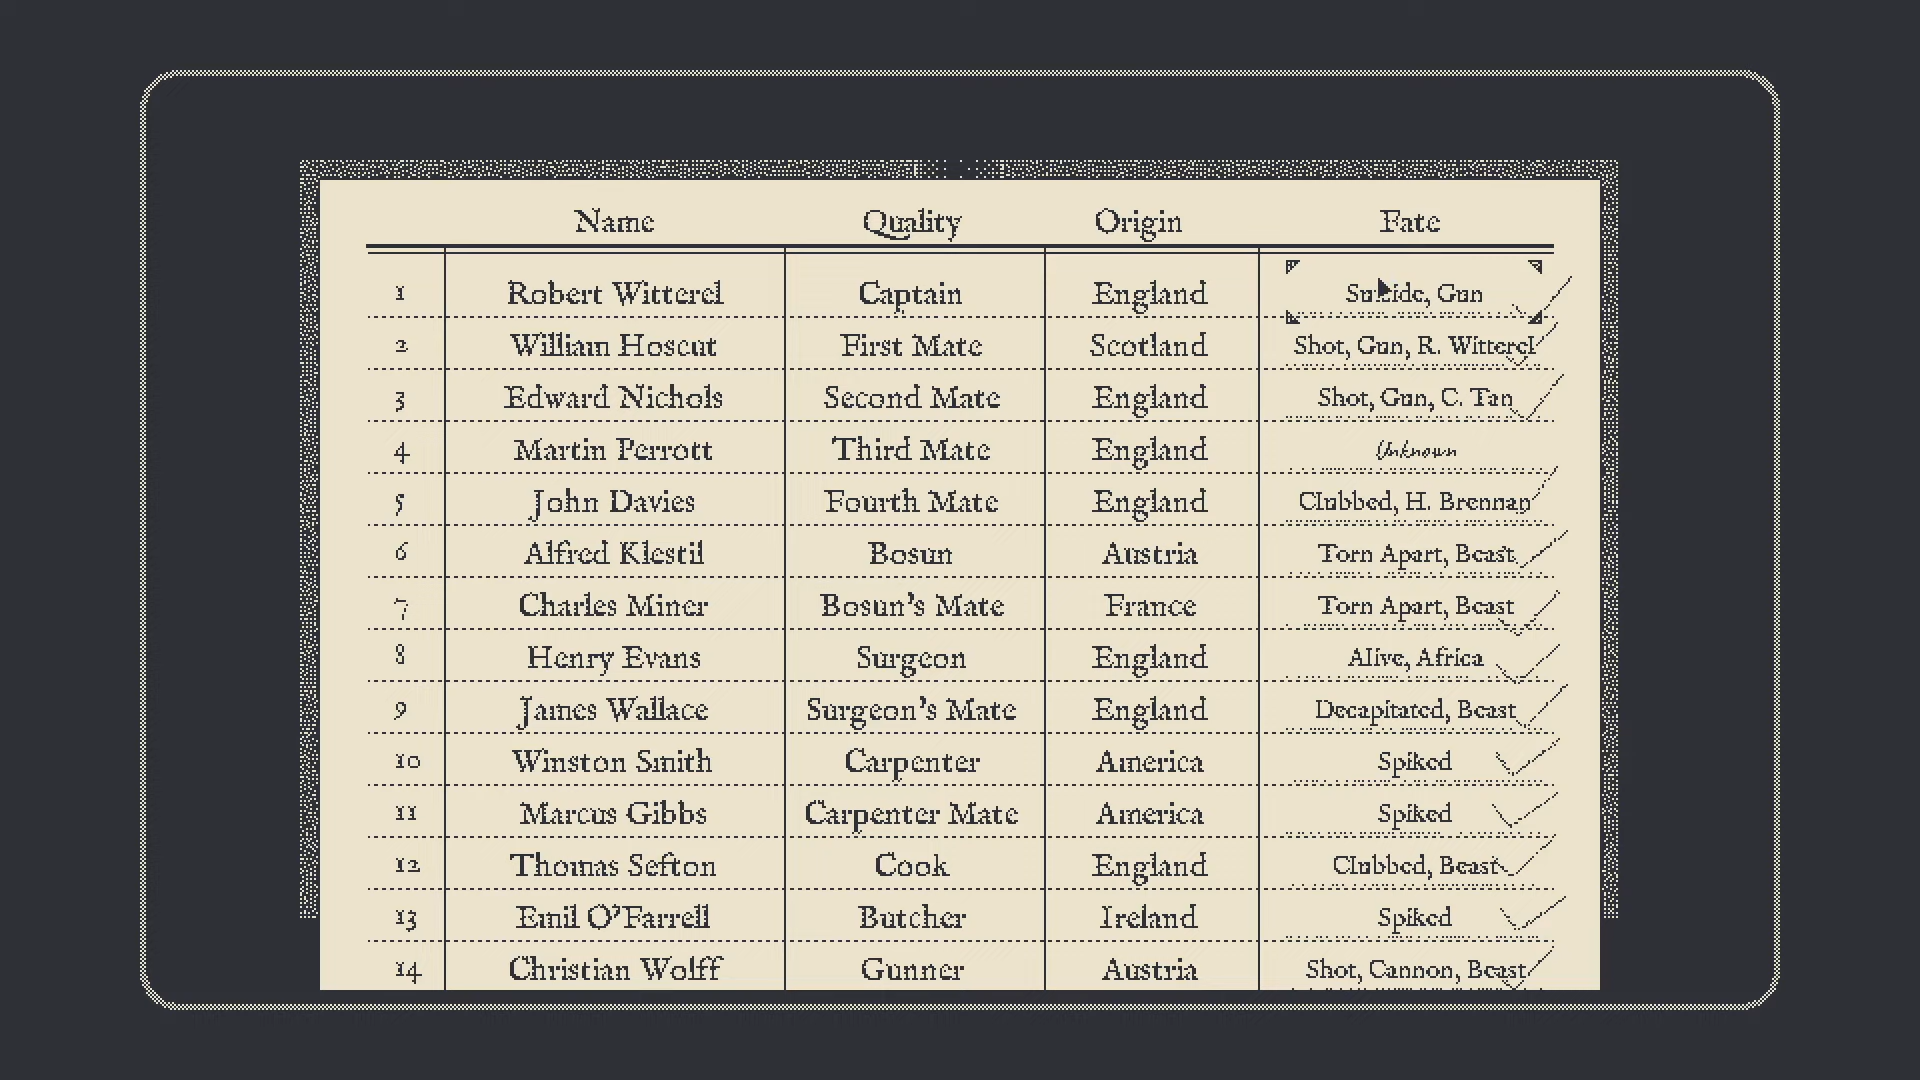 Name Quality Origin Fate
1 Robert Witterel Captain England Suicide, Gun
2 William Hoscut First Mate Scotland Shot, Gun, R. Witterel
3 Edward Nichols Second Mate England Shot, Gun, C. Tan
4 Martin Perrott Third Mate England Unknown
5 John Davies Fourth Mate England Clubbed, H. Brennan
6 Alfred Klestil Bosun Austria Torn Apart, Beast
7 Charles Miner Bosun's Mate France Torn Apart, Beast
8 Henry Evans Surgeon England Alive, Africa
9 James Wallace Surgeon's Mate England Decapitated, Beast
10 Winston Smith Carpenter America Spiked
11 Marcus Gibbs Carpenter Mate America Spiked
12 Thomas Sefton Cook England Clubbed, Beast
13 Emil O'Farrell Butcher Ireland Spiked
14 Christian Wolff Gunner Austria Shot, Cannon, Beast